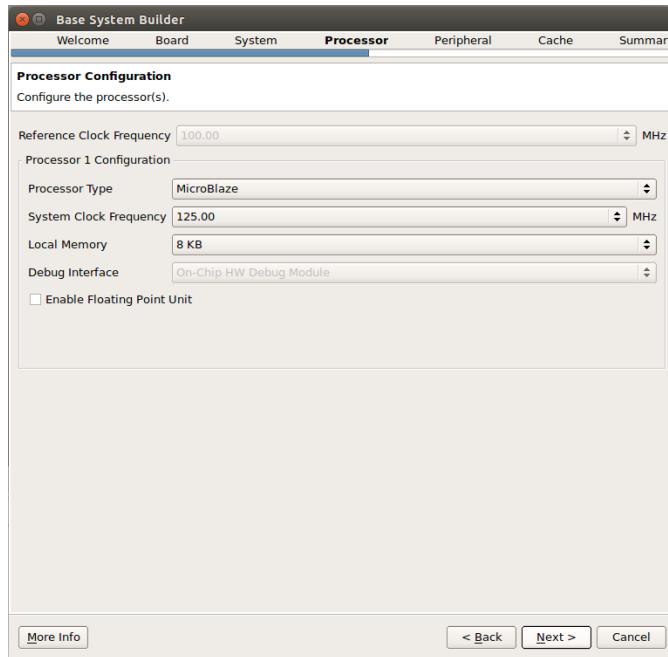 Base System Builder
Welcome Board System Processor Peripheral Cache Summar
Processor Configuration
Configure the processor(s).
Reference Clock Frequency 100.00 MHz
Processor 1 Configuration
Processor Type MicroBlaze
System Clock Frequency 125.00 MHz
Local Memory 8 KB
Debug Interface On-Chip HW Debug Module
Enable Floating Point Unit
More Info < Back Next > Cancel